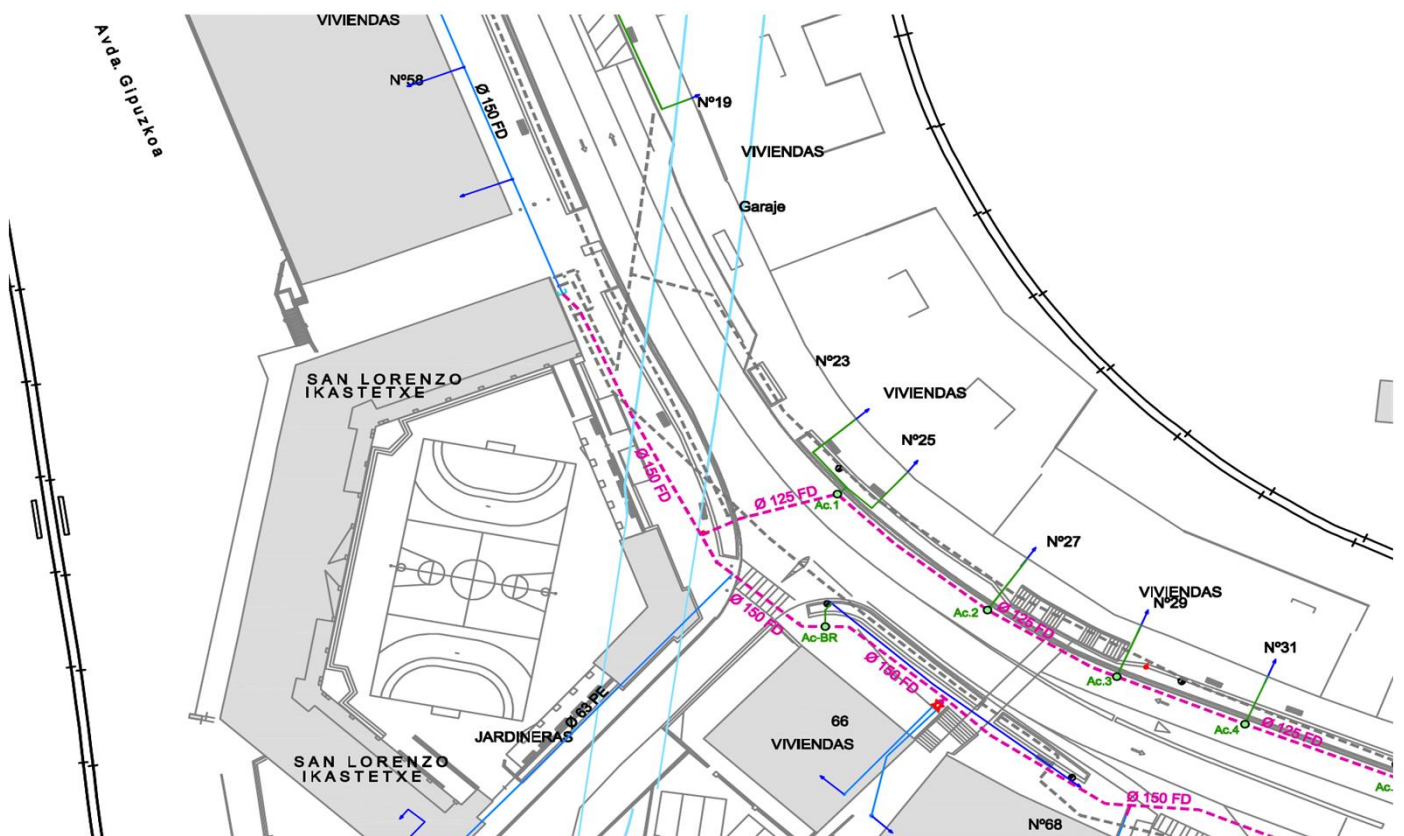 VIVIENDAS
Avda. Gipuzkoa
Nº58
Ø 150 FD
Nº19
VIVIENDAS
Garaje
Nº23
SAN LORENZO
IKASTETXE
VIVIENDAS
Nº25
Ø 150 FD
Ø 125 FD
Ac.1
Nº27
VIVIENDAS
Nº29
Ac.2
Ø 125 FD
Ø 150 FD
Ac-BR
Nº31
Ø 150 FD
Ac.3
Ø 63 PE
66
VIVIENDAS
Ac.4
Ø 125 FD
JARDINERAS
SAN LORENZO
IKASTETXE
Ac.
Ø 150 FD
Nº68